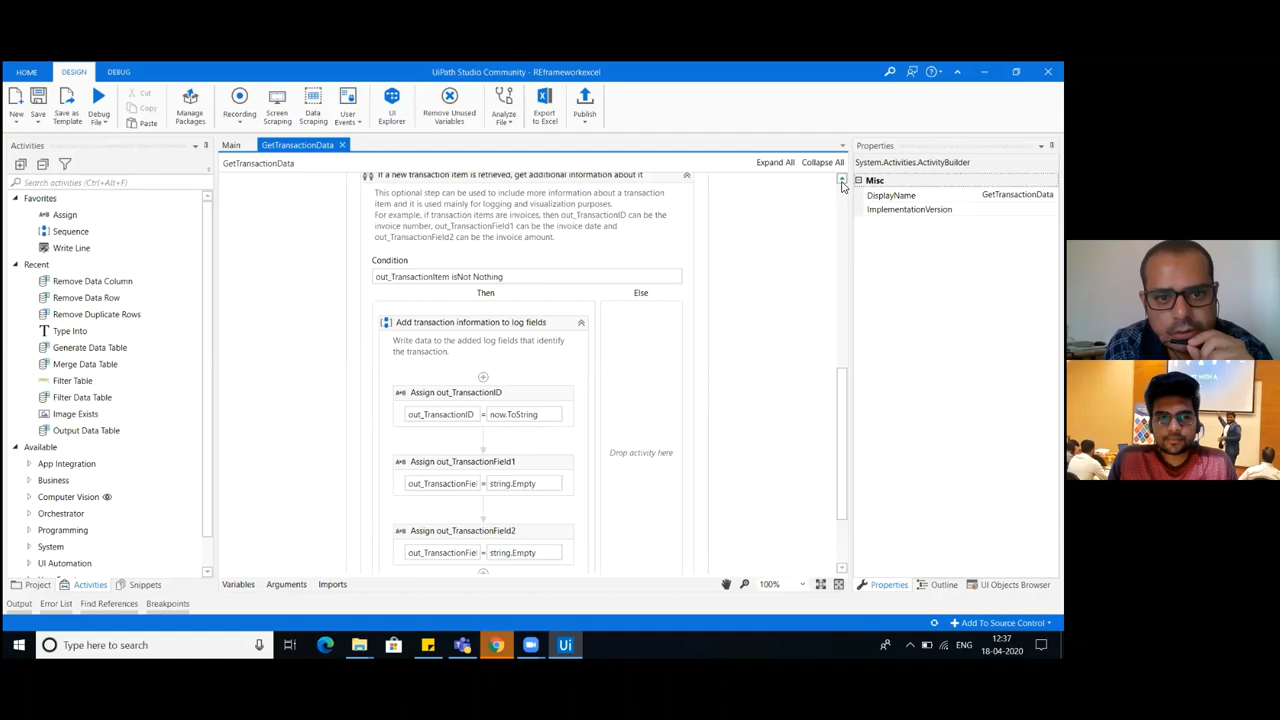 HOME DESIGN DEBUG
UiPath Studio Community - REframeworkexcel
New Save Save as Template Debug File Cut Copy Paste Manage Packages Recording Screen Scraping Data Scraping User Events UI Explorer Remove Unused Variables Analyze File Export to Excel Publish
Activities
Search activities (Ctrl+Alt+F)
Favorites
Assign
Sequence
Write Line
Recent
Remove Data Column
Remove Data Row
Remove Duplicate Rows
Type Into
Generate Data Table
Merge Data Table
Filter Table
Filter Data Table
Image Exists
Output Data Table
Available
App Integration
Business
Computer Vision
Orchestrator
Programming
System
UI Automation
Project Activities Snippets
Main GetTransactionData
GetTransactionData Expand All Collapse All
If a new transaction item is retrieved, get additional information about it
This optional step can be used to include more information about a transaction
item and it is used mainly for logging and visualization purposes.
For example, if transaction items are invoices, then out_TransactionID can be the
invoice number, out_TransactionField1 can be the invoice date and
out_TransactionField2 can be the invoice amount.
Condition
out_TransactionItem isNot Nothing
Then Else
Add transaction information to log fields
Write data to the added log fields that identify
the transaction.
A*B Assign out_TransactionID
out_TransactionID = now.ToString
Drop activity here
A*B Assign out_TransactionField1
out_TransactionFiel = string.Empty
A*B Assign out_TransactionField2
out_TransactionFiel = string.Empty
Variables Arguments Imports 100%
Properties
System.Activities.ActivityBuilder
Misc
DisplayName GetTransactionData
ImplementationVersion
Properties Outline UI Objects Browser
Output Error List Find References Breakpoints
Add To Source Control
Type here to search
Ui
ENG
12:37
18-04-2020